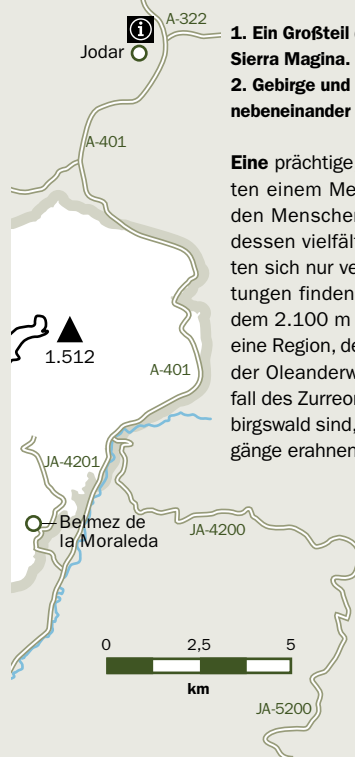 A-322
Jodar
A-401
1.512
A-401
JA-4201
Belmez de
la Moraleda
JA-4200
0 2,5 5
km
JA-5200
1. Ein Großteil
Sierra Magina.
2. Gebirge und
nebeneinander
Eine prächtige
ten einem Me
den Menscher
dessen vielfält
ten sich nur ve
tungen finden
dem 2.100 m
eine Region, de
der Oleanderw
fall des Zurreor
birgswald sind,
gänge erahnen